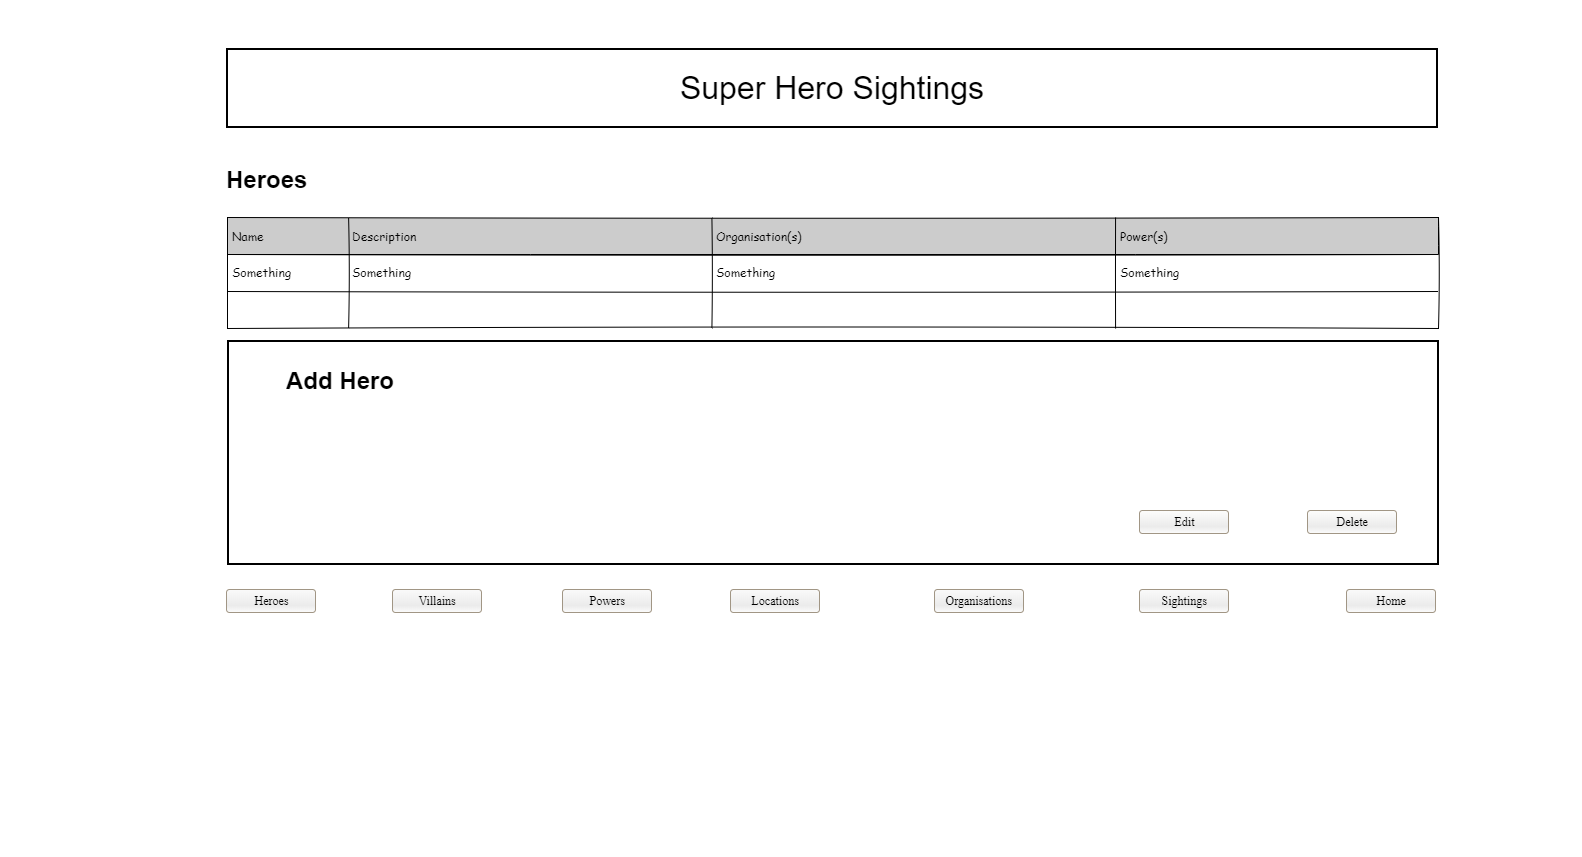 Super Hero Sightings
Heroes
Name Description Organisation(s) Power(s)
Something Something Something Something
Add Hero
Edit Delete
Heroes Villains Powers Locations Organisations Sightings Home